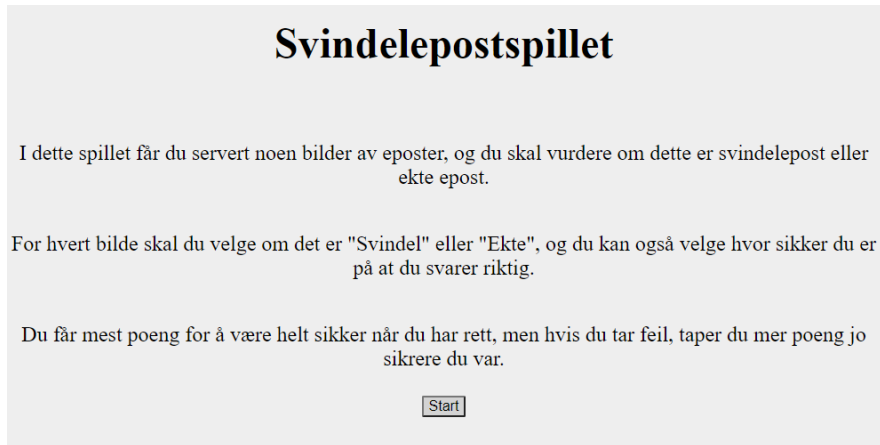 Svindelepostspillet
I dette spillet får du servert noen bilder av eposter, og du skal vurdere om dette er svindelepost eller
ekte epost.
For hvert bilde skal du velge om det er "Svindel" eller "Ekte", og du kan også velge hvor sikker du er
på at du svarer riktig.
Du får mest poeng for å være helt sikker når du har rett, men hvis du tar feil, taper du mer poeng jo
sikrere du var.
Start